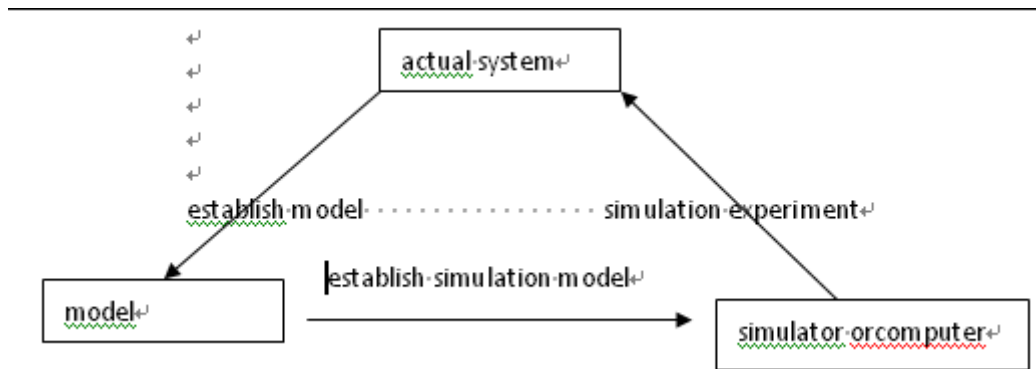 actual system
establish model simulation experiment
establish simulation model
model
simulator orcomputer